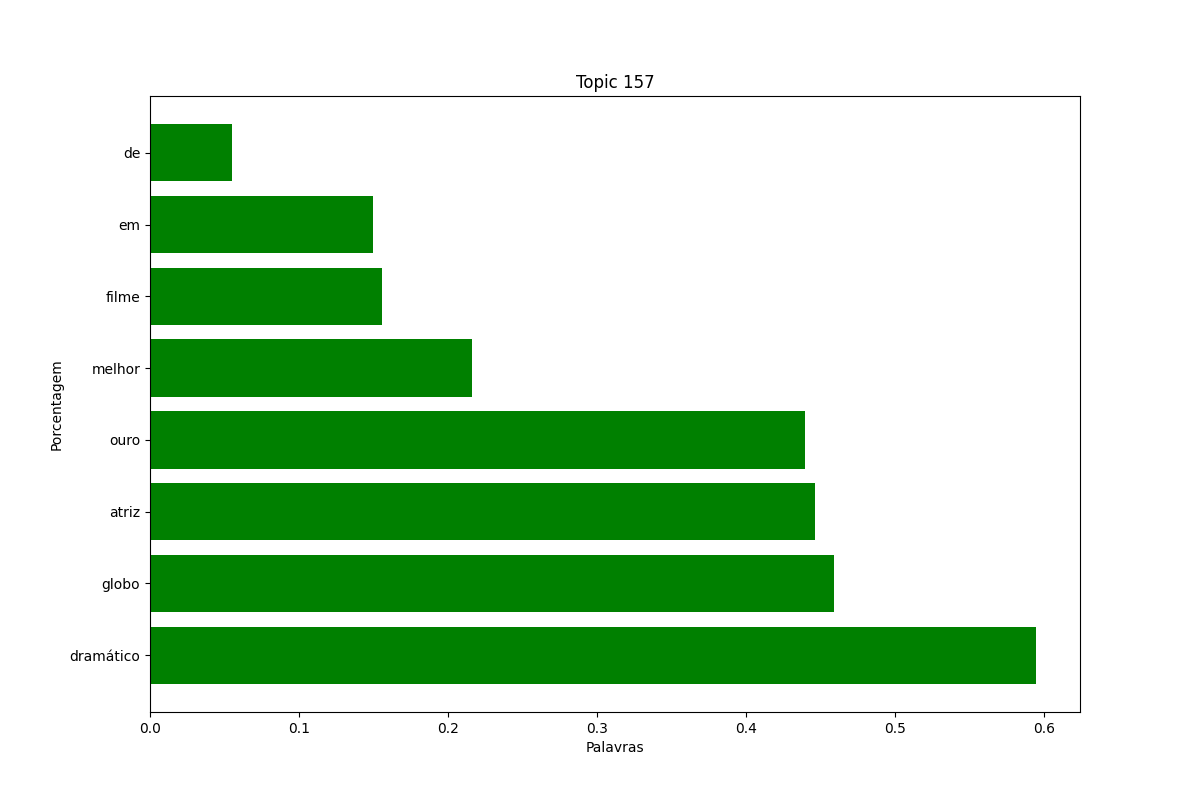 Topic 157
de
em
filme
melhor
ouro
atriz
globo
dramático
Porcentagem
0.0 0.1 0.2 0.3 0.4 0.5 0.6
Palavras